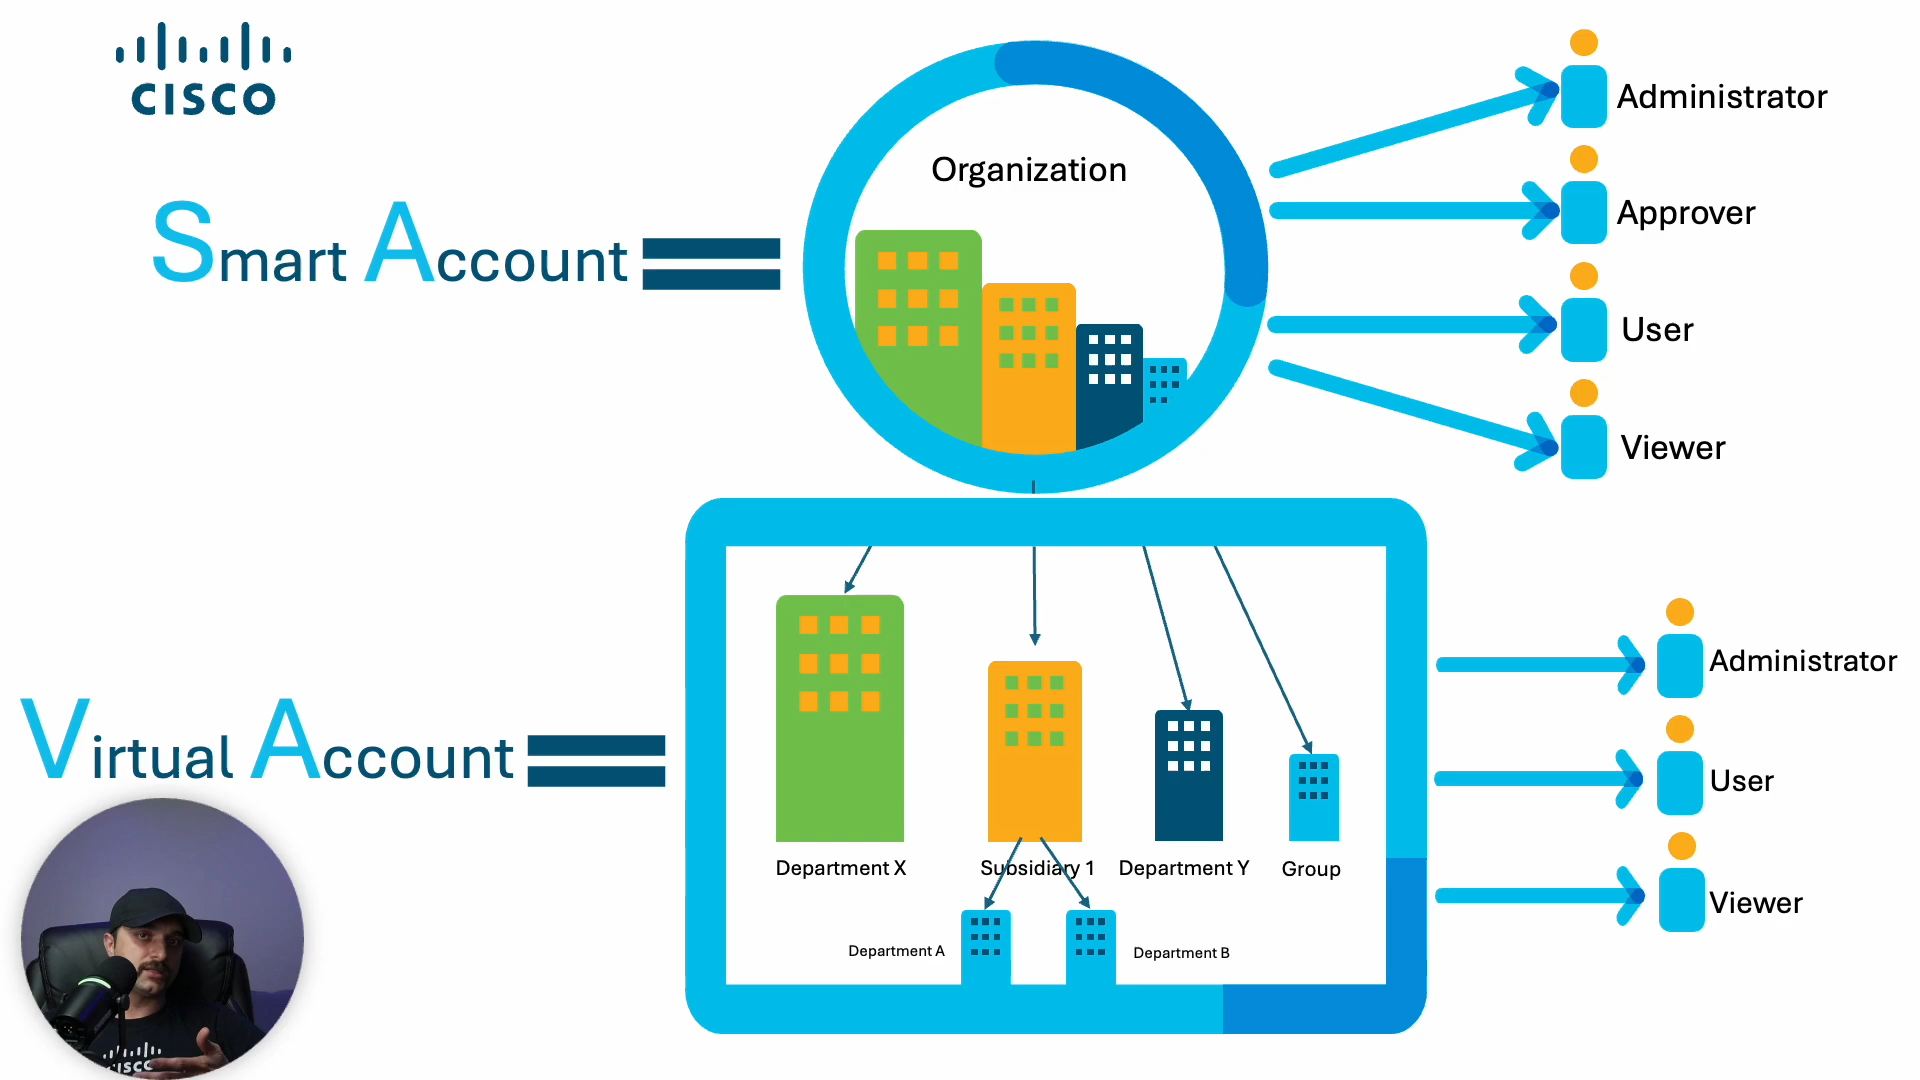 CISCO
Organization
Smart Account
Administrator
Approver
User
Viewer
Virtual Account
Department X
Subsidiary 1
Department Y
Group
Department A
Department B
Administrator
User
Viewer
CISCO